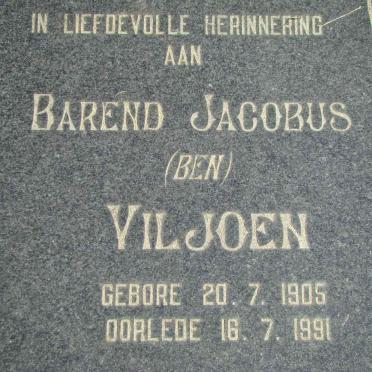 IN LIEFDEVOLLE HERINNERING
AAN
BAREND JACOBUS
(BEN)
VILJOEN
GEBORE 20. 7. 1905
OORLEDE 16. 7. 1991